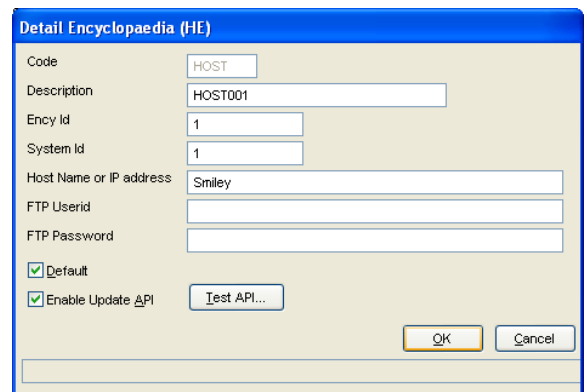 Detail Encyclopaedia (HE)
Code HOST
Description HOST001
Ency Id 1
System Id 1
Host Name or IP address Smiley
FTP Userid
FTP Password
Default
Enable Update API Test API...
OK Cancel